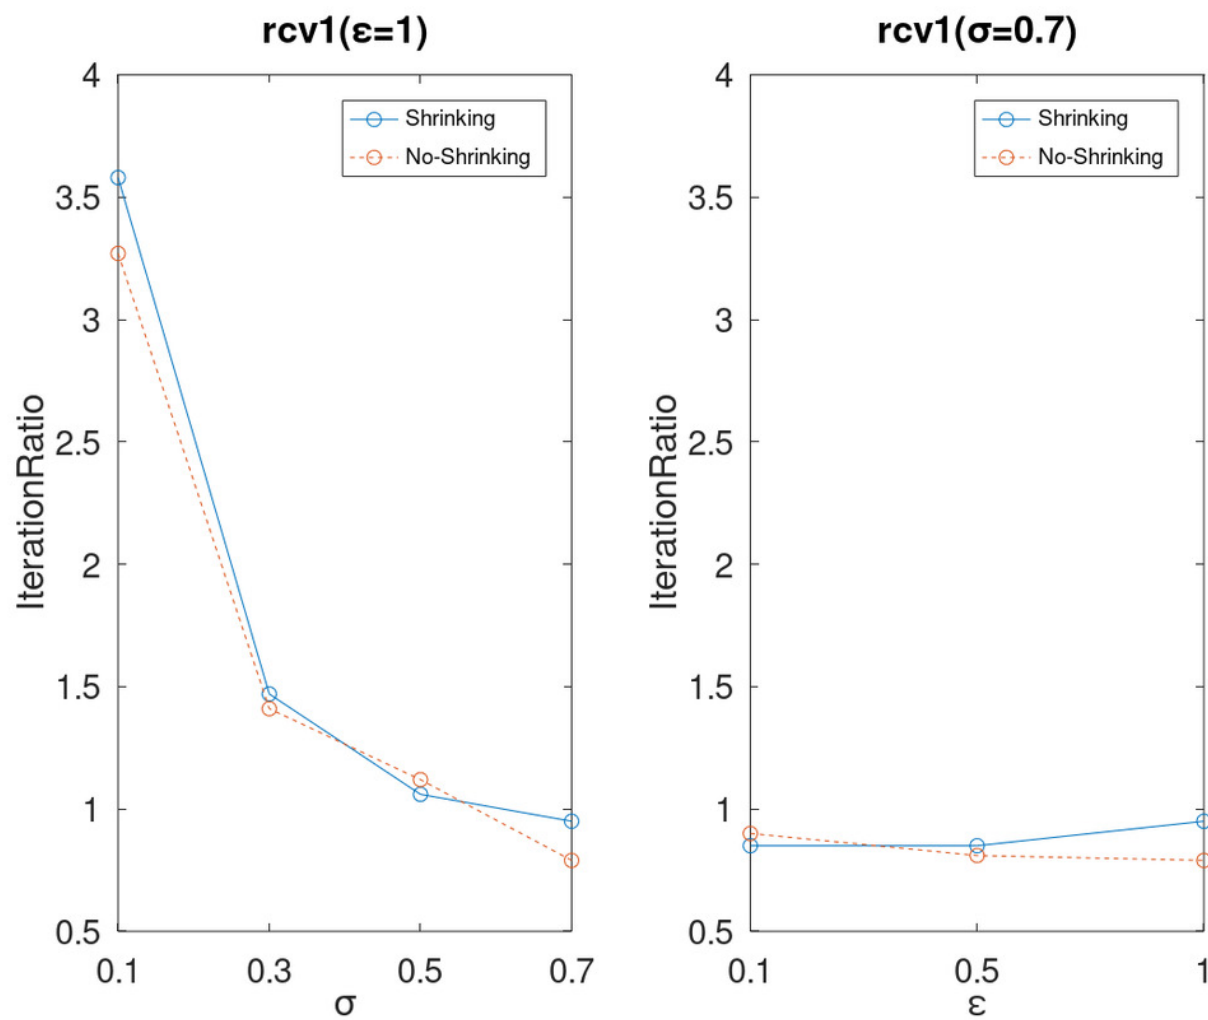 rcv1(ε=1)
4
3.5
3
2.5
2
1.5
1
0.5
IterationRatio
Shrinking
No-Shrinking
0.1 0.3 0.5 0.7
σ
rcv1(σ=0.7)
4
3.5
3
2.5
2
1.5
1
0.5
IterationRatio
Shrinking
No-Shrinking
0.1 0.5 1
ε